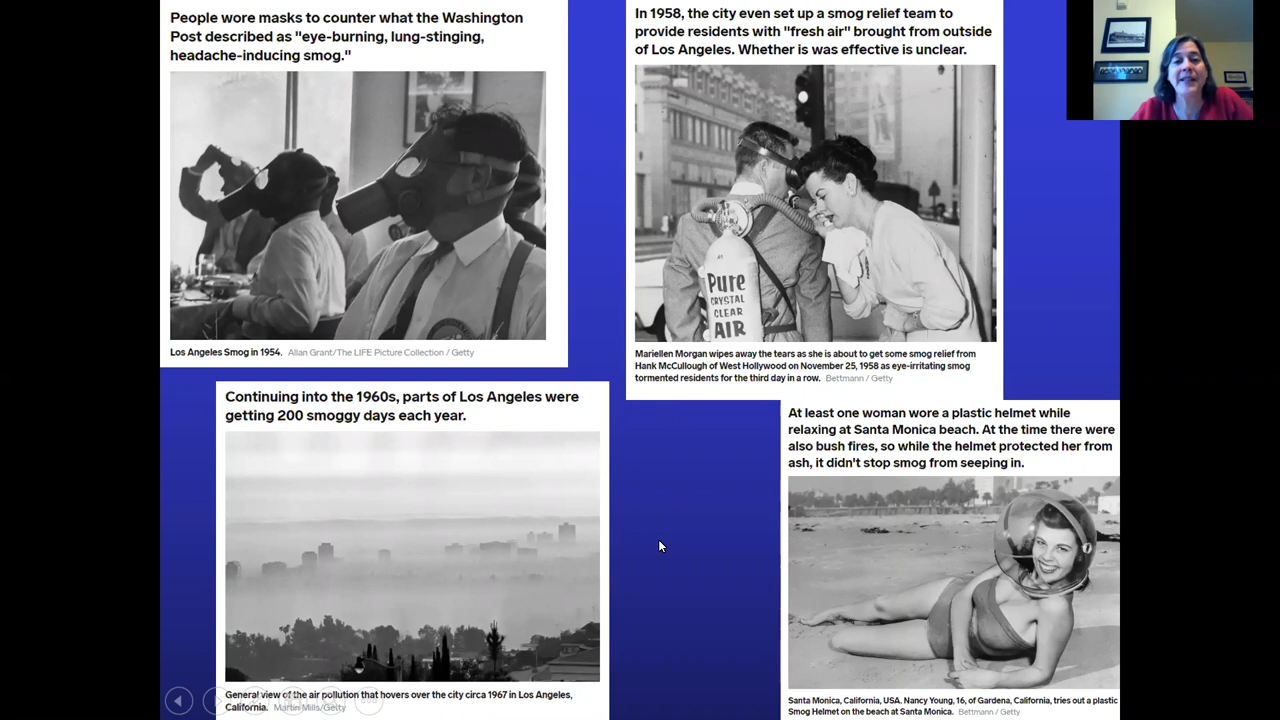 People wore masks to counter what the Washington
Post described as "eye-burning, lung-stinging,
headache-inducing smog."
Los Angeles Smog in 1954. Allan Grant/The LIFE Picture Collection / Getty
In 1958, the city even set up a smog relief team to
provide residents with "fresh air" brought from outside
of Los Angeles. Whether is was effective is unclear.
Pure
CRYSTAL
CLEAR
AIR
Mariellen Morgan wipes away the tears as she is about to get some smog relief from
Hank McCullough of West Hollywood on November 25, 1958 as eye-irritating smog
tormented residents for the third day in a row. Bettmann / Getty
Continuing into the 1960s, parts of Los Angeles were
getting 200 smoggy days each year.
General view of the air pollution that hovers over the city circa 1967 in Los Angeles,
California. Martin Mills/Getty
At least one woman wore a plastic helmet while
relaxing at Santa Monica beach. At the time there were
also bush fires, so while the helmet protected her from
ash, it didn't stop smog from seeping in.
Santa Monica, California, USA. Nancy Young, 16, of Gardena, California, tries out a plastic
Smog Helmet on the beach at Santa Monica. Bettmann / Getty